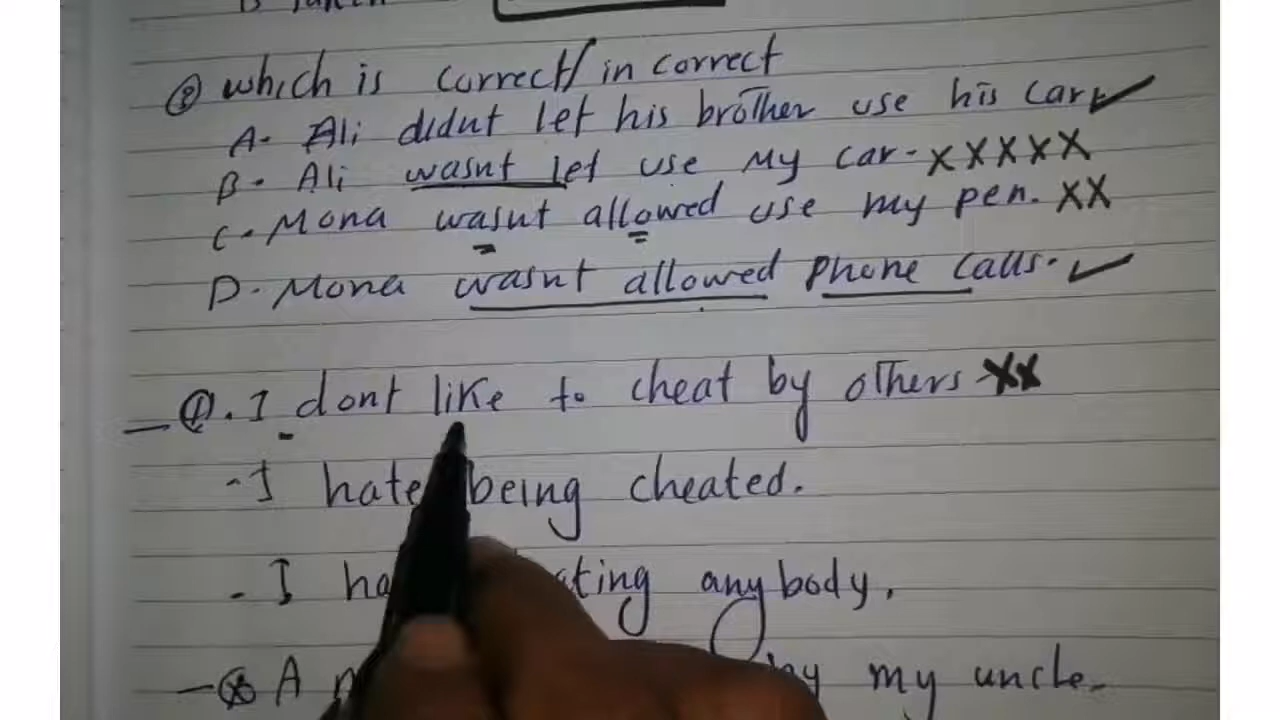 ② which is correct/in correct
A- Ali didnt let his brother use his car ✓
B- Ali wasnt let use My car- XXXXX
C- Mona wasnt allowed use my pen. XX
D- Mona wasnt allowed phone calls. ✓
- ①. I dont like to cheat by others XX
- I hate being cheated.
- I anybody.
- A my uncle.